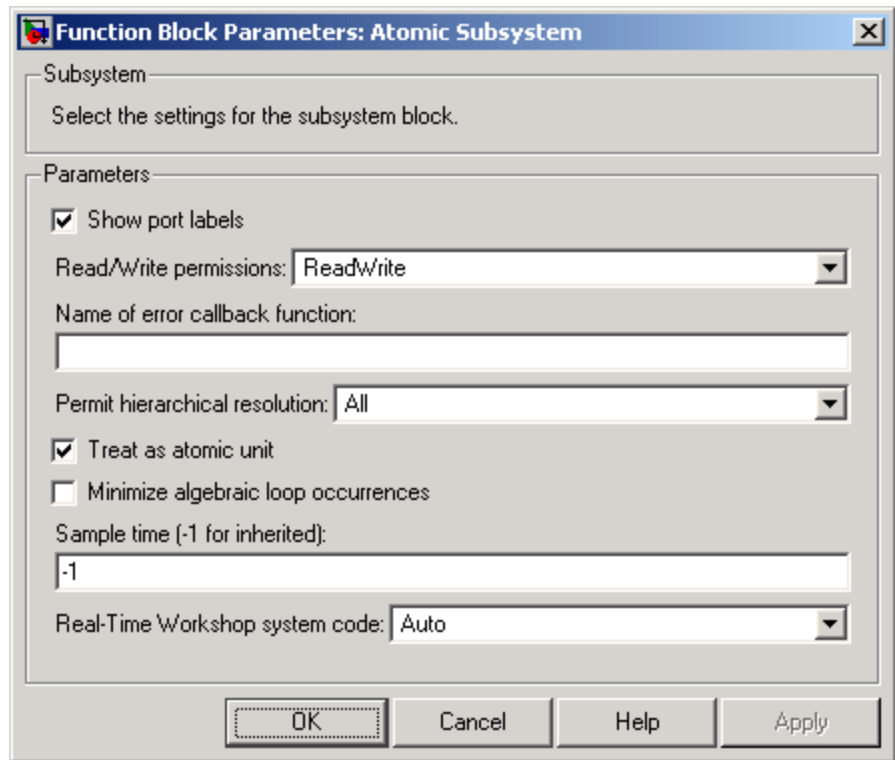 Function Block Parameters: Atomic Subsystem
Subsystem
Select the settings for the subsystem block.
Parameters
Show port labels
Read/Write permissions: ReadWrite
Name of error callback function:
Permit hierarchical resolution: All
Treat as atomic unit
Minimize algebraic loop occurrences
Sample time (-1 for inherited):
-1
Real-Time Workshop system code: Auto
OK Cancel Help Apply